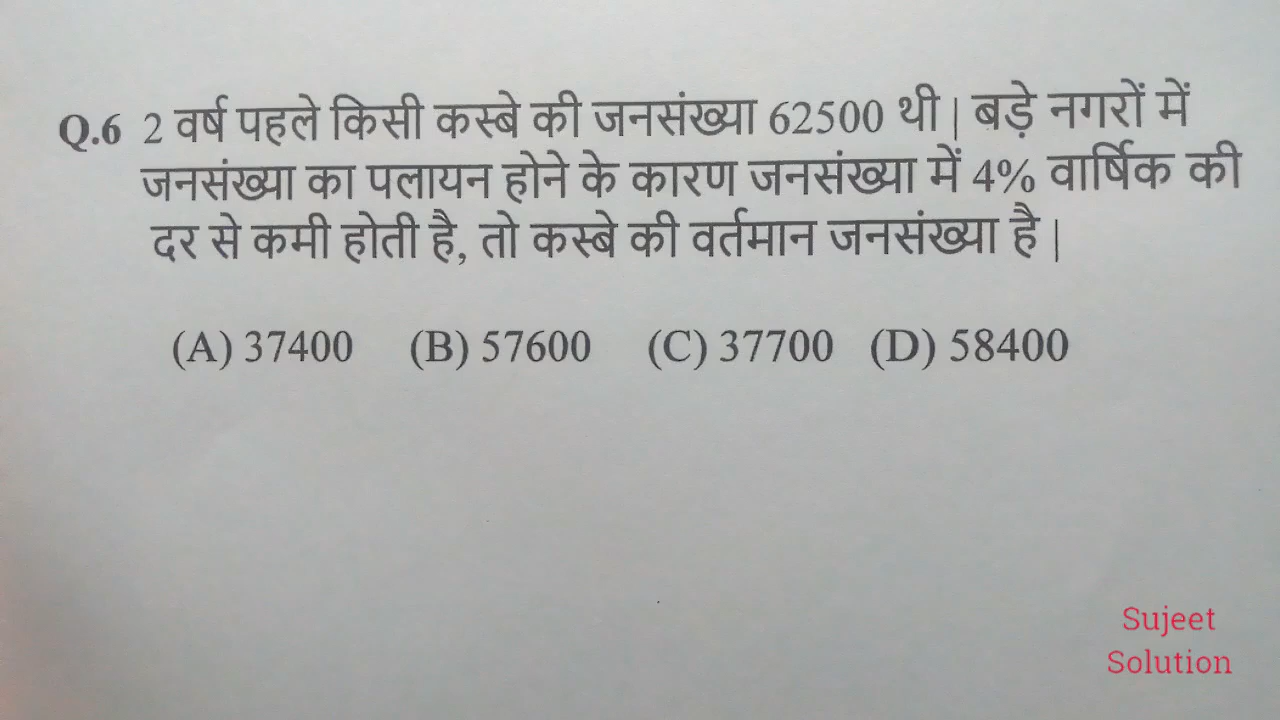 Q.6 2 वर्ष पहले किसी कस्बे की जनसंख्या 62500 थी | बड़े नगरों में
जनसंख्या का पलायन होने के कारण जनसंख्या में 4% वार्षिक की
दर से कमी होती है, तो कस्बे की वर्तमान जनसंख्या है |
(A) 37400 (B) 57600 (C) 37700 (D) 58400
Sujeet
Solution